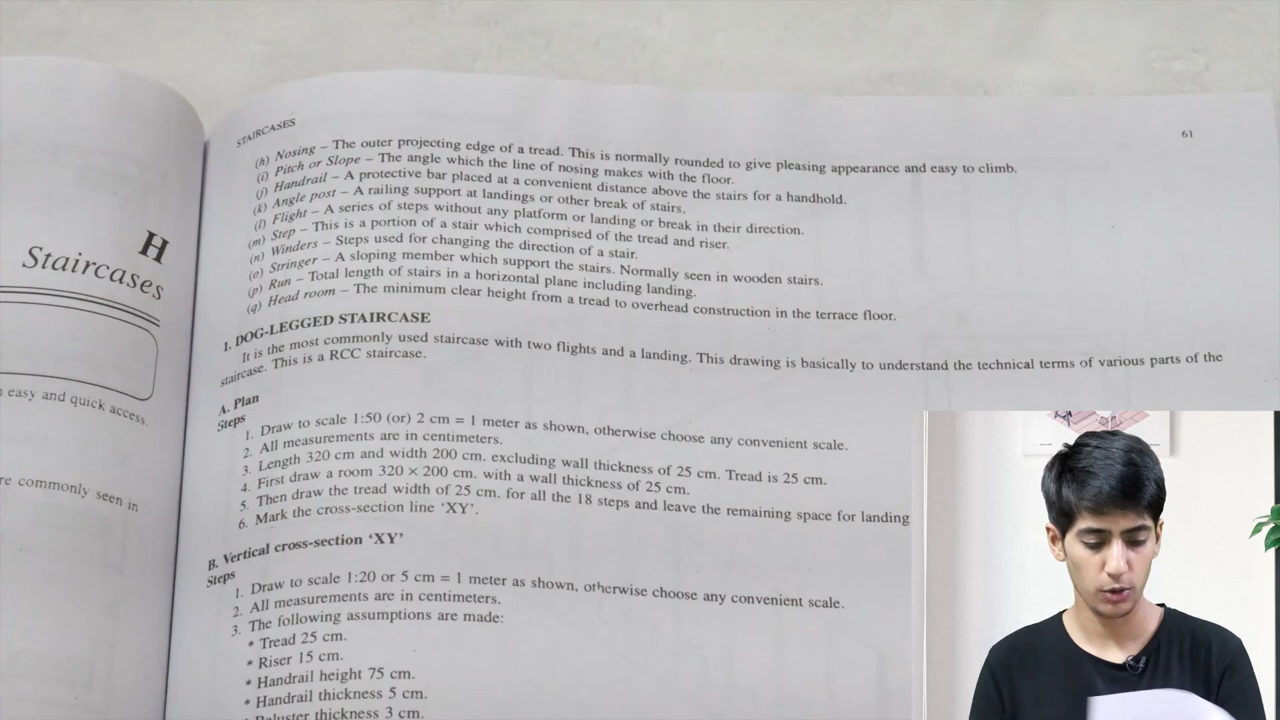 H
Staircases
easy and quick access.
re commonly seen in
STAIRCASES
61
(h) Nosing – The outer projecting edge of a tread. This is normally rounded to give pleasing appearance and easy to climb.
(i) Pitch or Slope – The angle which the line of nosing makes with the floor.
(j) Handrail – A protective bar placed at a convenient distance above the stairs for a handhold.
(k) Angle post – A railing support at landings or other break of stairs.
(l) Flight – A series of steps without any platform or landing or break in their direction.
(m) Step – This is a portion of a stair which comprised of the tread and riser.
(n) Winders – Steps used for changing the direction of a stair.
(o) Stringer – A sloping member which support the stairs. Normally seen in wooden stairs.
(p) Run – Total length of stairs in a horizontal plane including landing.
(q) Head room – The minimum clear height from a tread to overhead construction in the terrace floor.
1. DOG-LEGGED STAIRCASE
It is the most commonly used staircase with two flights and a landing. This drawing is basically to understand the technical terms of various parts of the
staircase. This is a RCC staircase.
A. Plan
Steps
1. Draw to scale 1:50 (or) 2 cm = 1 meter as shown, otherwise choose any convenient scale.
2. All measurements are in centimeters.
3. Length 320 cm and width 200 cm. excluding wall thickness of 25 cm. Tread is 25 cm.
4. First draw a room 320 × 200 cm. with a wall thickness of 25 cm.
5. Then draw the tread width of 25 cm. for all the 18 steps and leave the remaining space for landing
6. Mark the cross-section line ‘XY’.
B. Vertical cross-section ‘XY’
Steps
1. Draw to scale 1:20 or 5 cm = 1 meter as shown, otherwise choose any convenient scale.
2. All measurements are in centimeters.
3. The following assumptions are made:
* Tread 25 cm.
* Riser 15 cm.
* Handrail height 75 cm.
* Handrail thickness 5 cm.
* Baluster thickness 3 cm.